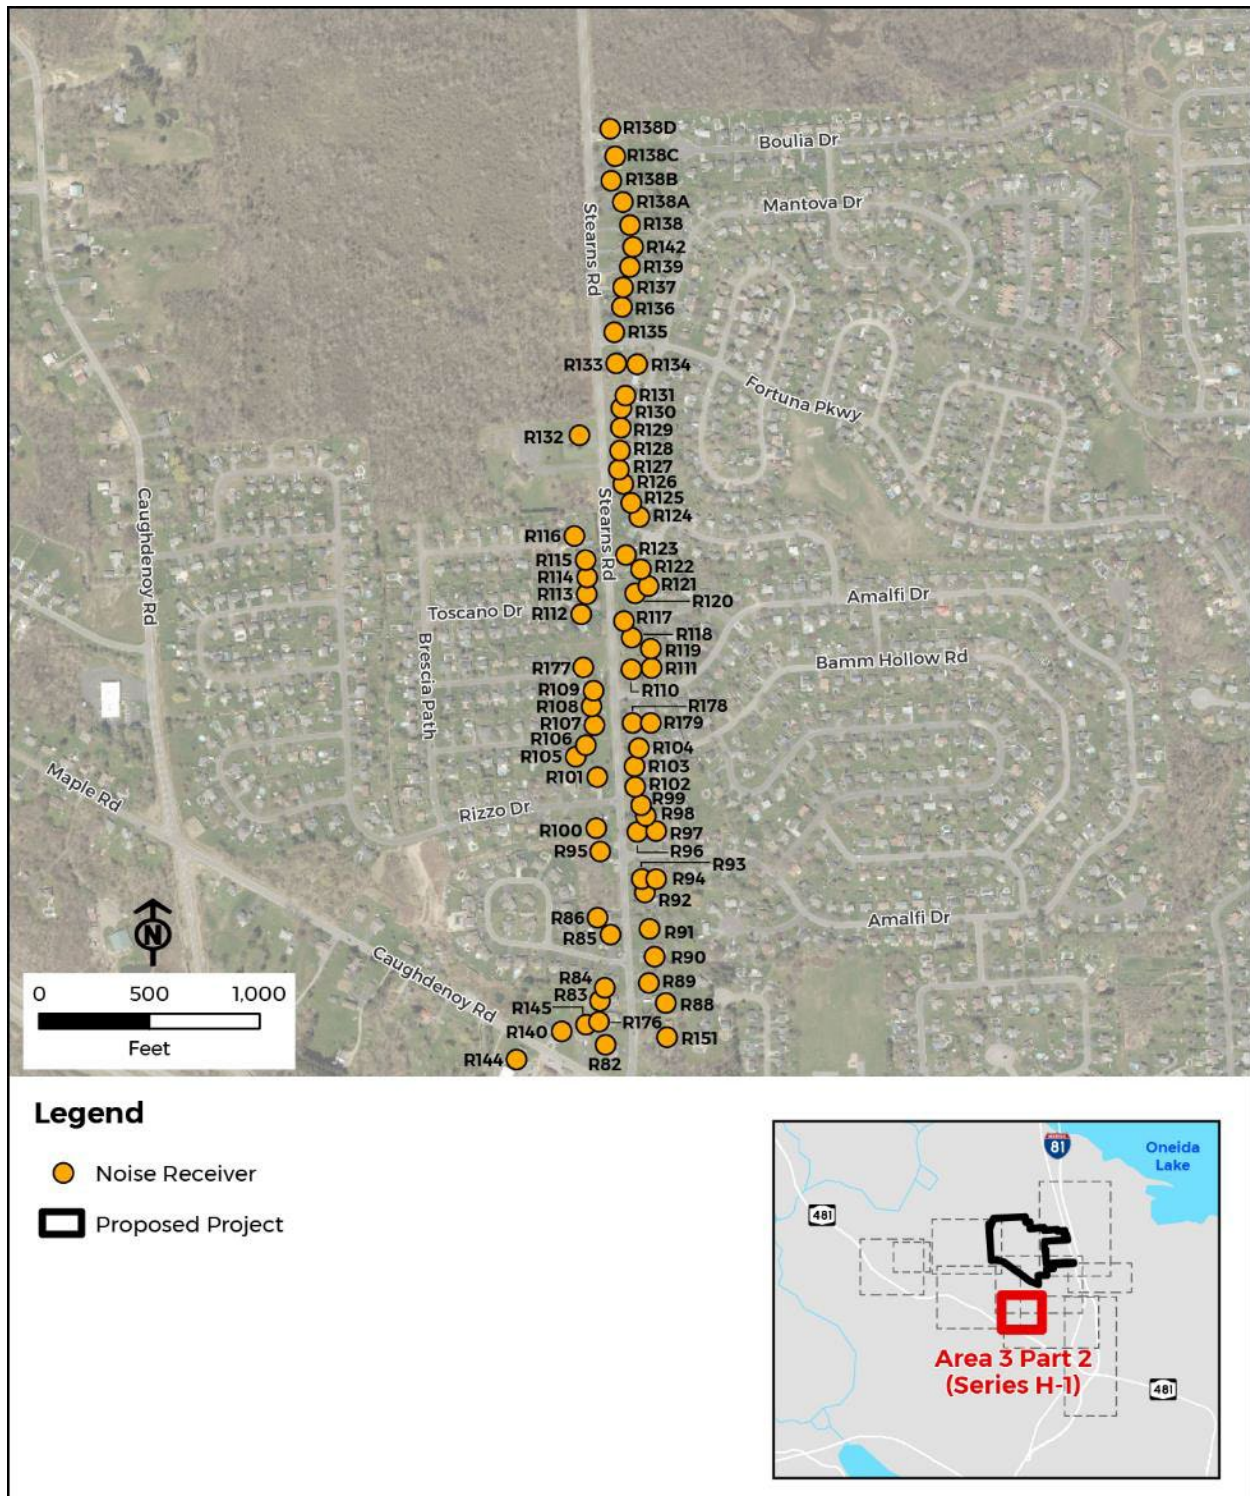 R138D
Boulia Dr
R138C
R138B
R138A
Mantova Dr
R138
Stearns Rd
R142
R139
R137
R136
R135
R133
R134
Fortuna Pkwy
R131
R130
R129
R132
R128
R127
R126
Caughdenoy Rd
Stearns Rd
R125
R124
R116
R123
R115
R122
R114
R121
R113
R120
Amalfi Dr
Toscano Dr
R112
R117
R118
R119
Brescia Path
Bamm Hollow Rd
R177
R111
R109
R110
R108
R178
R107
R179
R106
R104
R105
R103
R101
R102
Maple Rd
Rizzo Dr
R99
R98
R100
R97
R95
R96
R93
R94
R92
R86
Amalfi Dr
R85
R91
R90
Caughdenoy Rd
R84
R89
R83
R88
R145
R176
R140
R151
R144
R82
N
0 500 1,000
Feet
Legend
Noise Receiver
Proposed Project
81
Oneida
Lake
481
Area 3 Part 2
(Series H-1)
481